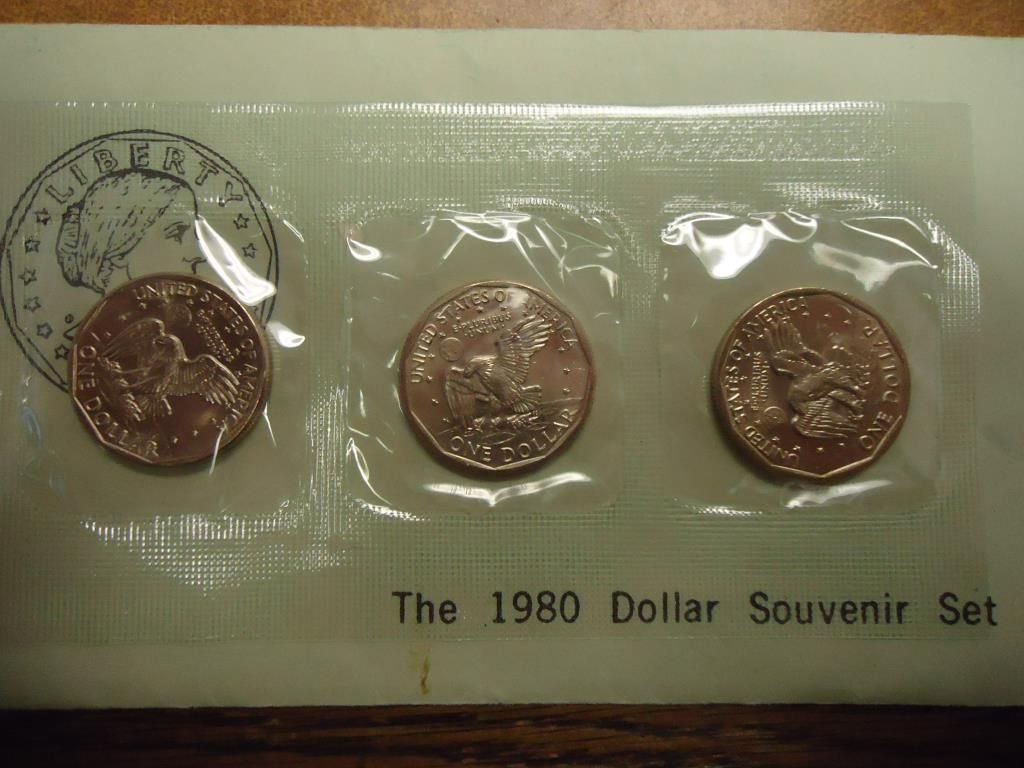 LIBERTY
UNITED STATES OF AMERICA
ONE DOLLAR
UNITED STATES OF AMERICA
ONE DOLLAR
UNITED STATES OF AMERICA
ONE DOLLAR
The 1980 Dollar Souvenir Set